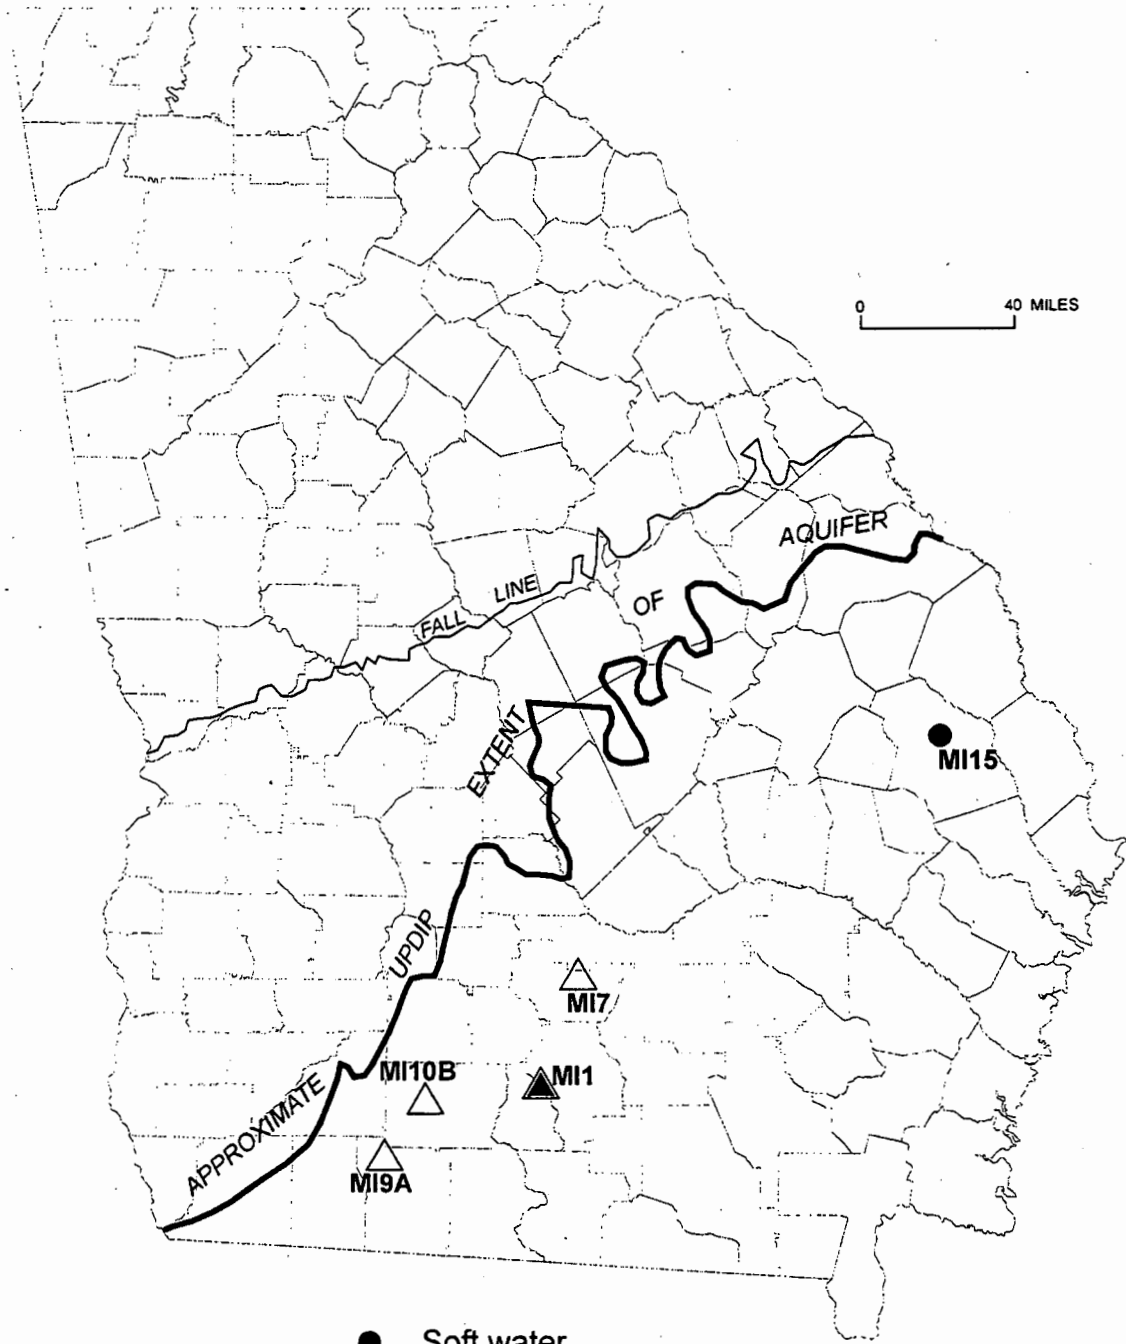 0 40 MILES
AQUIFER
OF
LINE
FALL
EXTENT
MI15
UPDIP
MI7
MI10B
MI1
APPROXIMATE
MI9A
Soft water